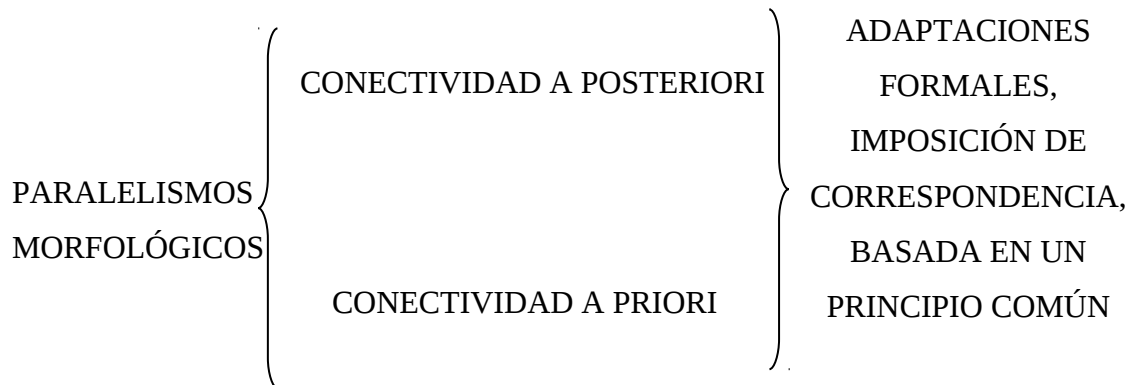 PARALELISMOS
MORFOLÓGICOS
CONECTIVIDAD A POSTERIORI
CONECTIVIDAD A PRIORI
ADAPTACIONES
FORMALES,
IMPOSICIÓN DE
CORRESPONDENCIA,
BASADA EN UN
PRINCIPIO COMÚN